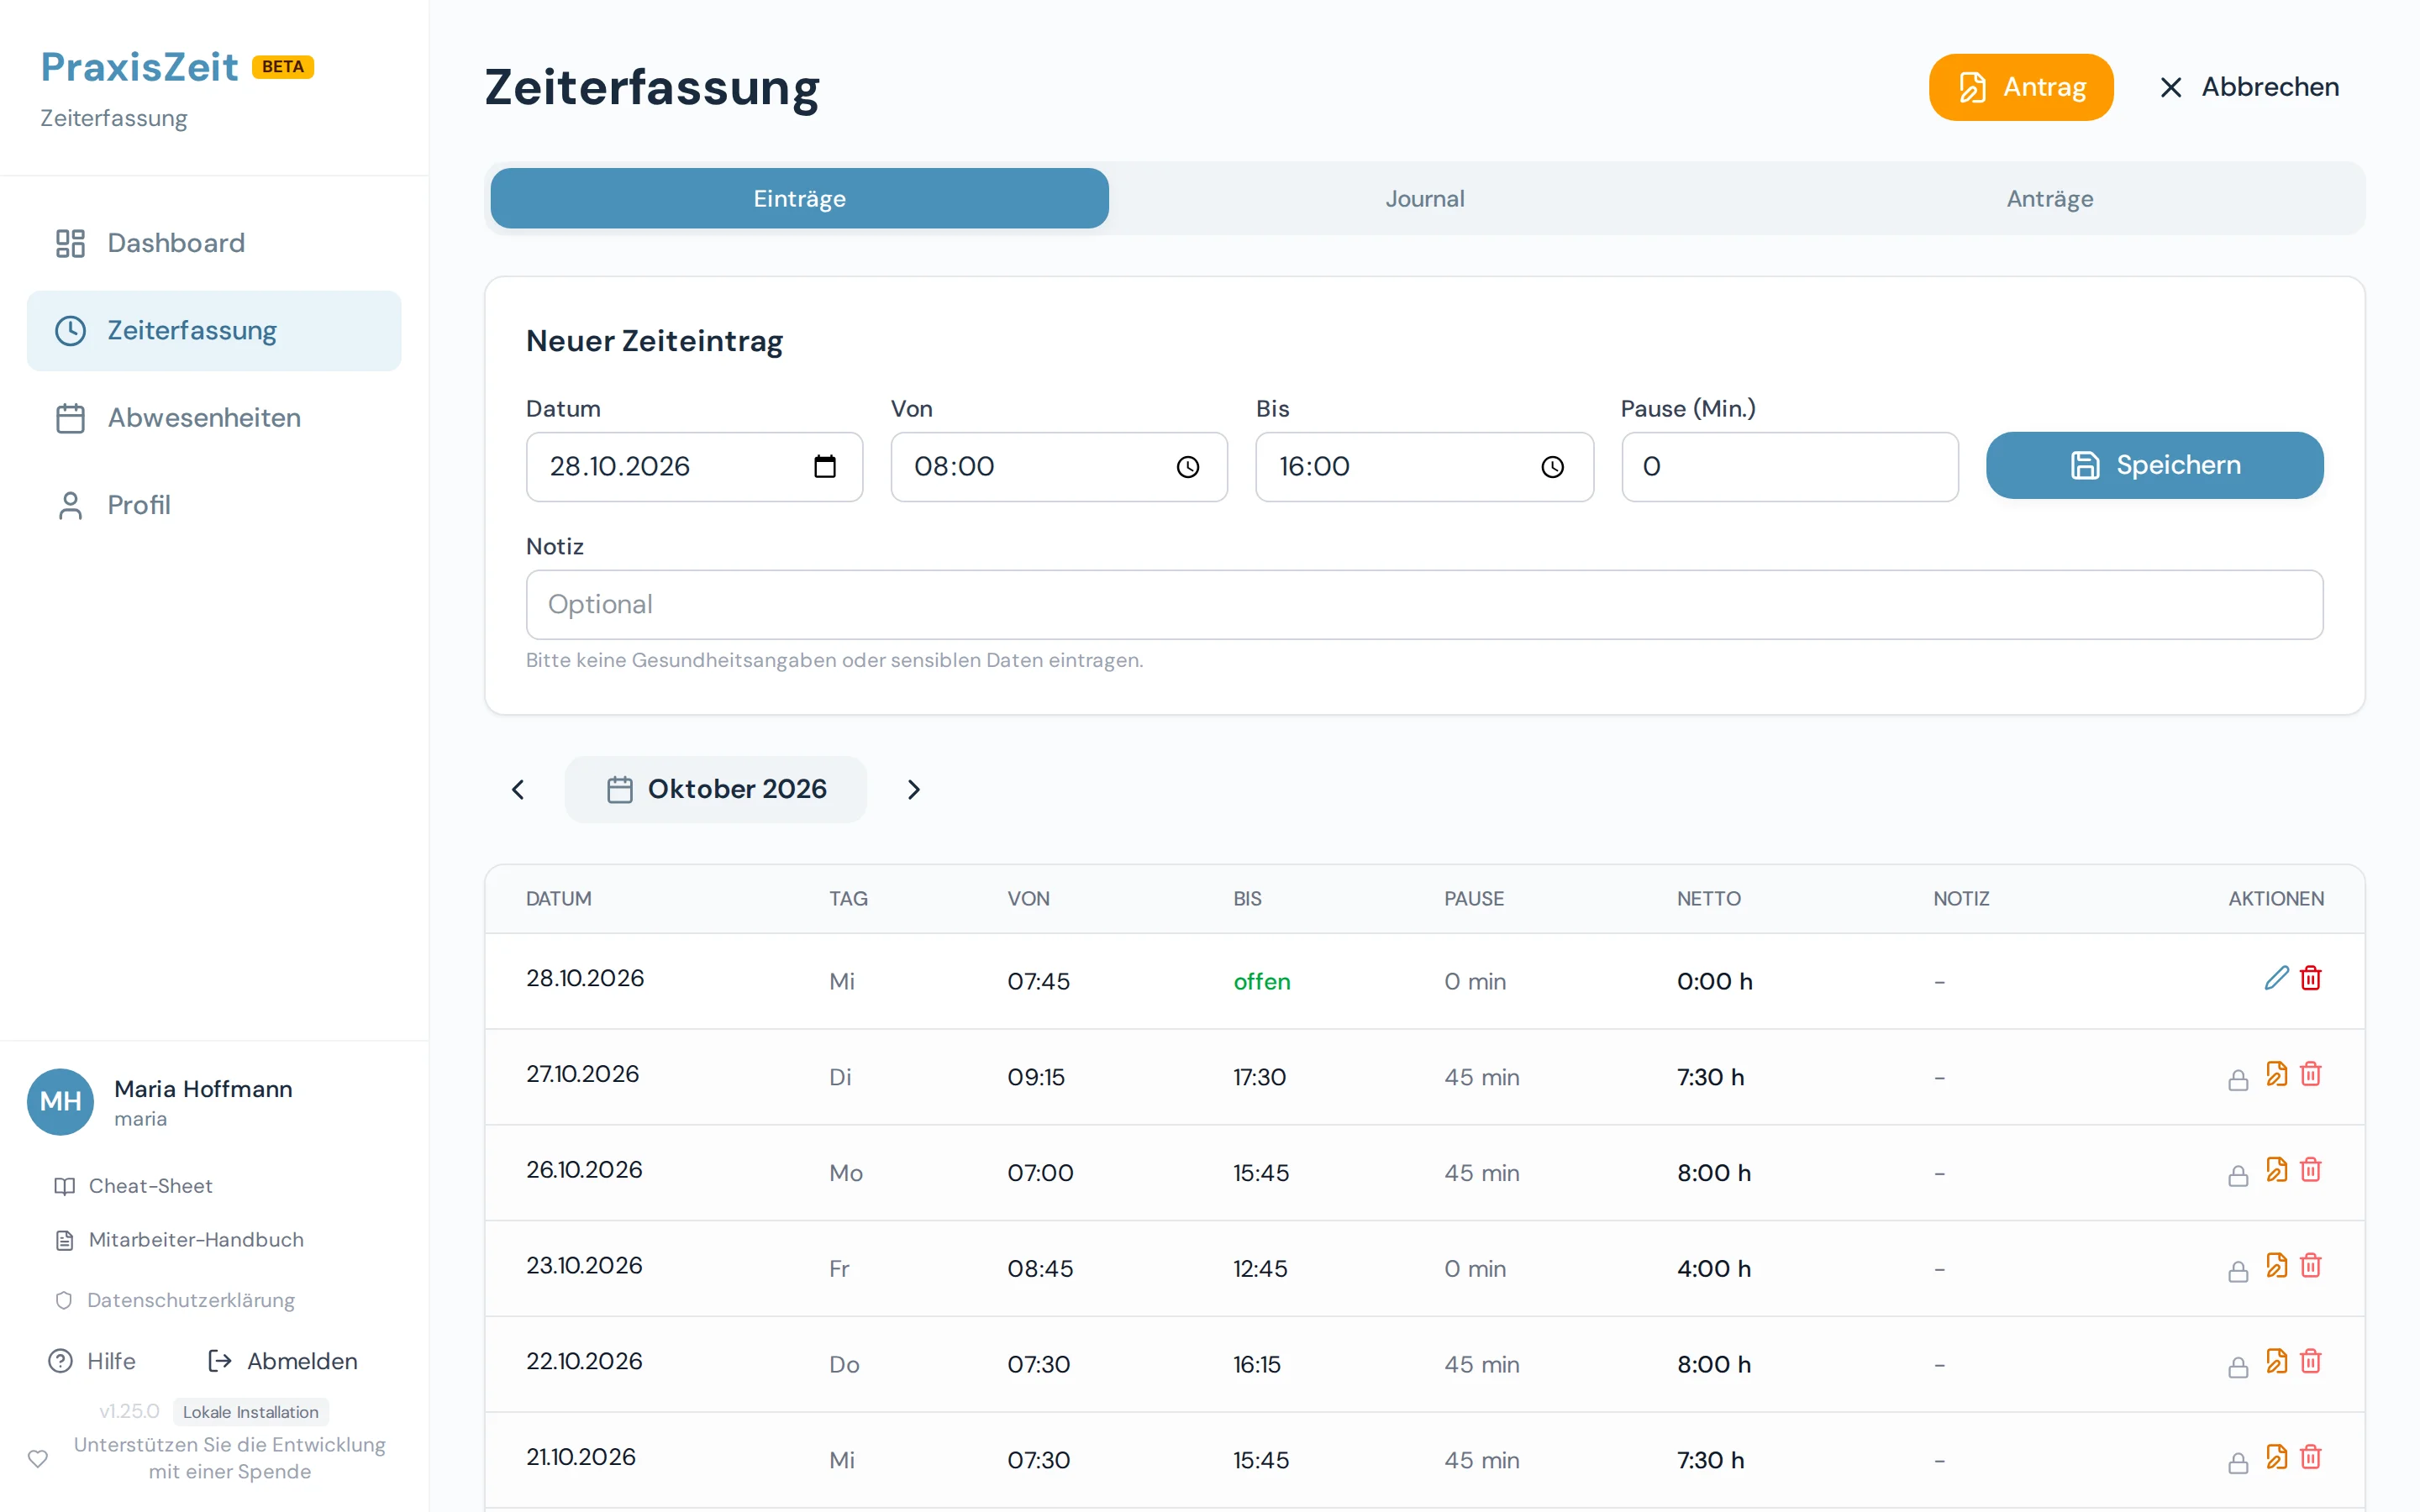 PraxisZeit BETA
Zeiterfassung
Dashboard
Zeiterfassung
Abwesenheiten
Profil
MH Maria Hoffmann
maria
Cheat-Sheet
Mitarbeiter-Handbuch
Datenschutzerklärung
Hilfe Abmelden
v1.25.0 Lokale Installation
Unterstützen Sie die Entwicklung
mit einer Spende
Zeiterfassung Antrag Abbrechen
Einträge Journal Anträge
Neuer Zeiteintrag
Datum Von Bis Pause (Min.)
28.10.2026 08:00 16:00 0 Speichern
Notiz
Optional
Bitte keine Gesundheitsangaben oder sensiblen Daten eintragen.
Oktober 2026
DATUM TAG VON BIS PAUSE NETTO NOTIZ AKTIONEN
28.10.2026 Mi 07:45 offen 0 min 0:00 h -
27.10.2026 Di 09:15 17:30 45 min 7:30 h -
26.10.2026 Mo 07:00 15:45 45 min 8:00 h -
23.10.2026 Fr 08:45 12:45 0 min 4:00 h -
22.10.2026 Do 07:30 16:15 45 min 8:00 h -
21.10.2026 Mi 07:30 15:45 45 min 7:30 h -